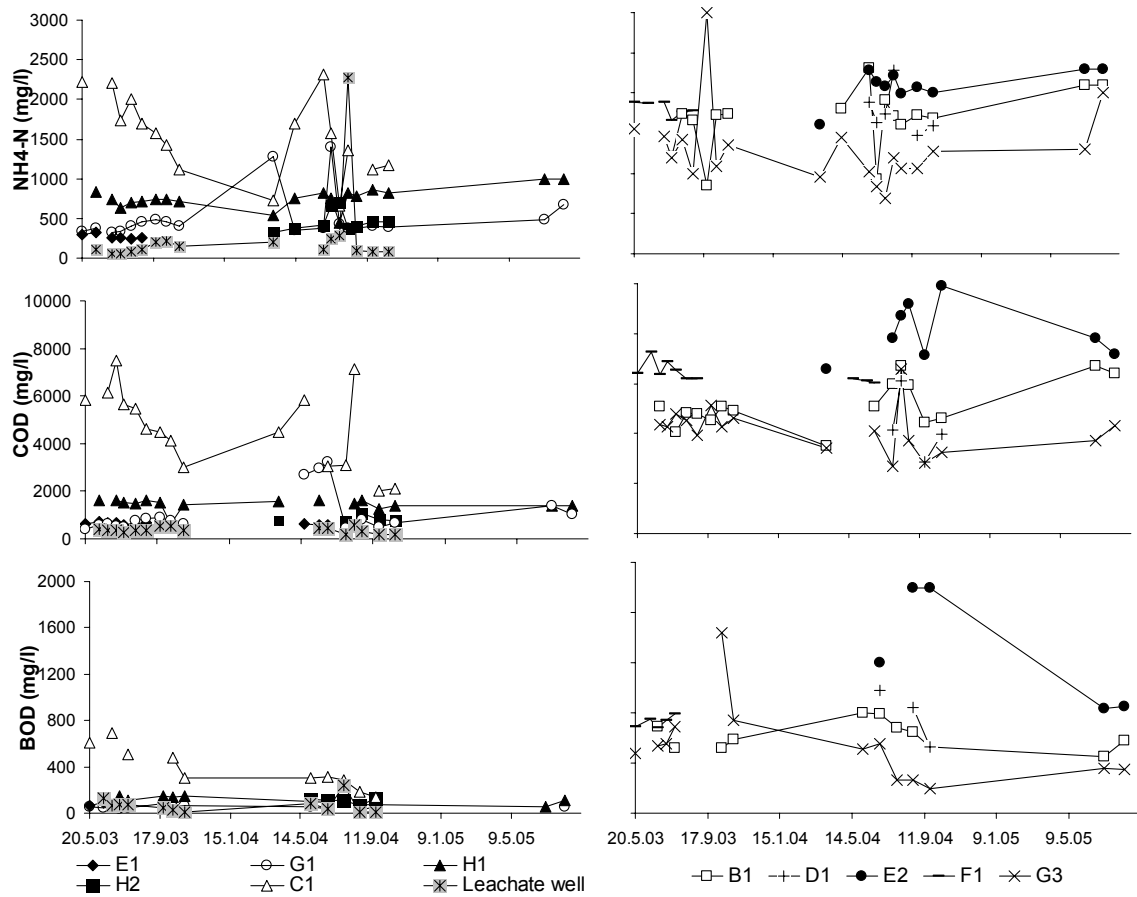 3000
2500
2000
1500
1000
500
0
NH4-N (mg/l)
10000
8000
6000
4000
2000
0
COD (mg/l)
2000
1600
1200
800
400
0
BOD (mg/l)
20.5.03 17.9.03 15.1.04 14.5.04 11.9.04 9.1.05 9.5.05
20.5.03 17.9.03 15.1.04 14.5.04 11.9.04 9.1.05 9.5.05
E1 G1 H1
H2 C1 Leachate well
B1 D1 E2 F1 G3